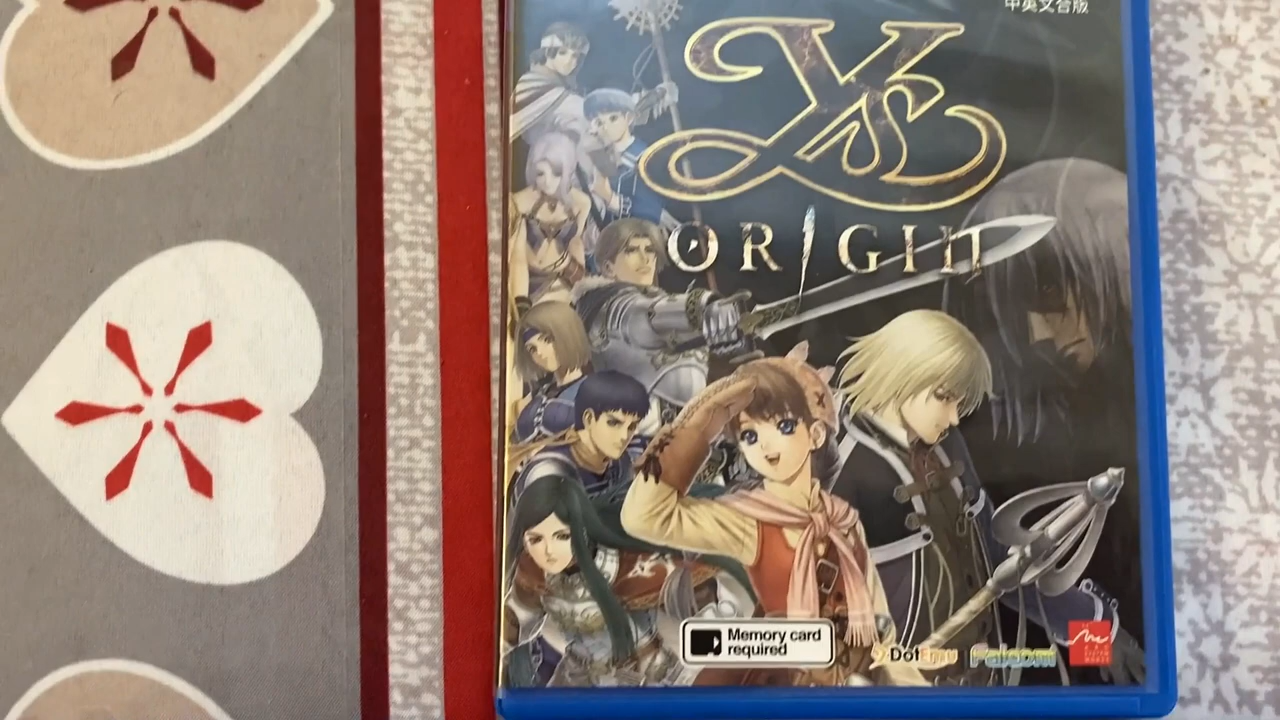 中英文合版
Ys
ORIGIN
Memory card
required
DotEmu
Falcom